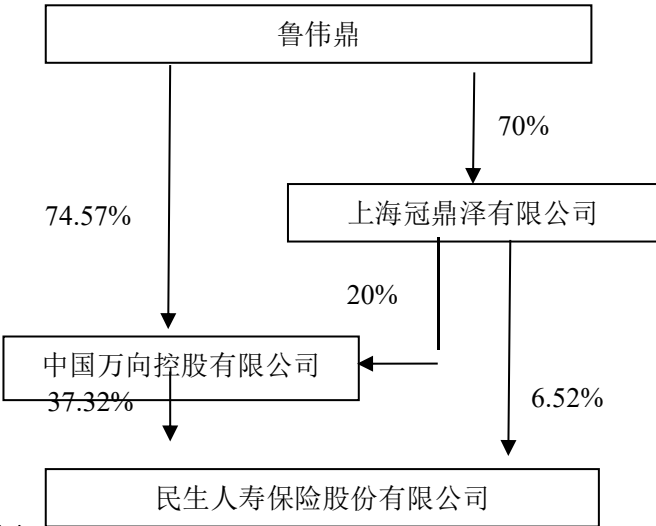 鲁伟鼎
70%
上海冠鼎泽有限公司
74.57%
20%
中国万向控股有限公司
37.32%
6.52%
民生人寿保险股份有限公司